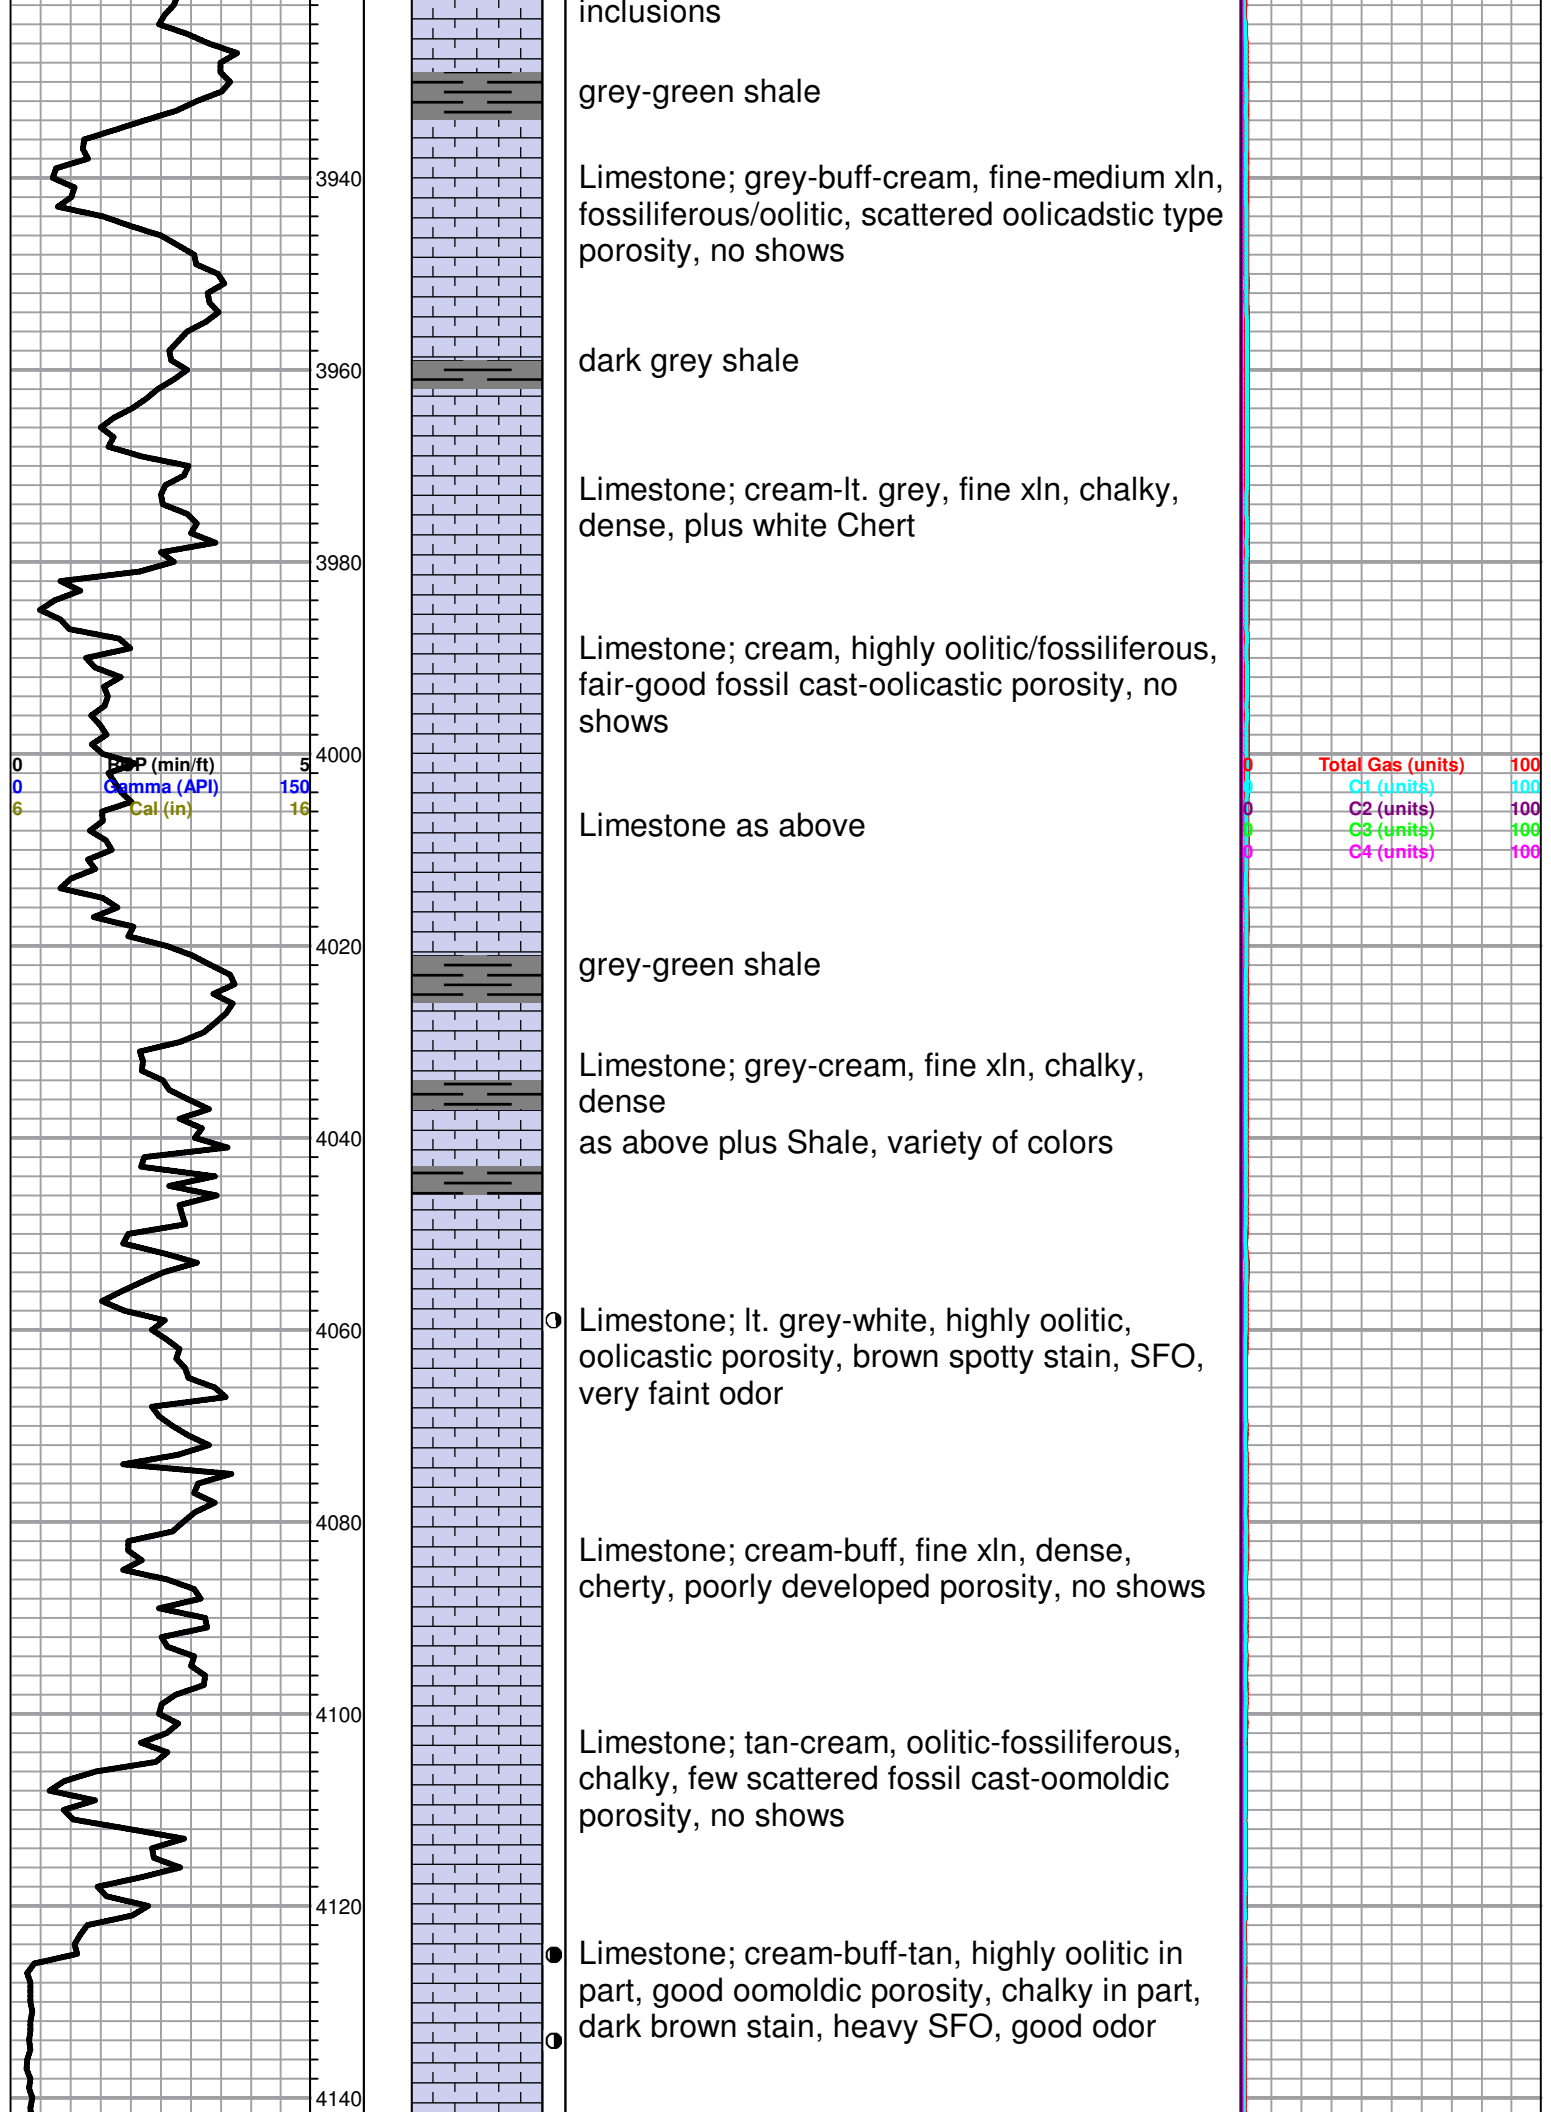 inclusions
grey-green shale
3940
Limestone; grey-buff-cream, fine-medium xln,
fossiliferous/oolitic, scattered oolicadstic type
porosity, no shows
dark grey shale
3960
Limestone; cream-lt. grey, fine xln, chalky,
dense, plus white Chert
3980
Limestone; cream, highly oolitic/fossiliferous,
fair-good fossil cast-oolicastic porosity, no
shows
4000
0 (min/ft) 5
0 Gamma (API) 150
6 Cal (in) 16
0 Total Gas (units) 100
0 C1 (units) 100
0 C2 (units) 100
0 C3 (units) 100
0 C4 (units) 100
Limestone as above
4020
grey-green shale
Limestone; grey-cream, fine xln, chalky,
dense
4040
as above plus Shale, variety of colors
4060
Limestone; lt. grey-white, highly oolitic,
oolicastic porosity, brown spotty stain, SFO,
very faint odor
4080
Limestone; cream-buff, fine xln, dense,
cherty, poorly developed porosity, no shows
4100
Limestone; tan-cream, oolitic-fossiliferous,
chalky, few scattered fossil cast-oomoldic
porosity, no shows
4120
Limestone; cream-buff-tan, highly oolitic in
part, good oomoldic porosity, chalky in part,
dark brown stain, heavy SFO, good odor
4140